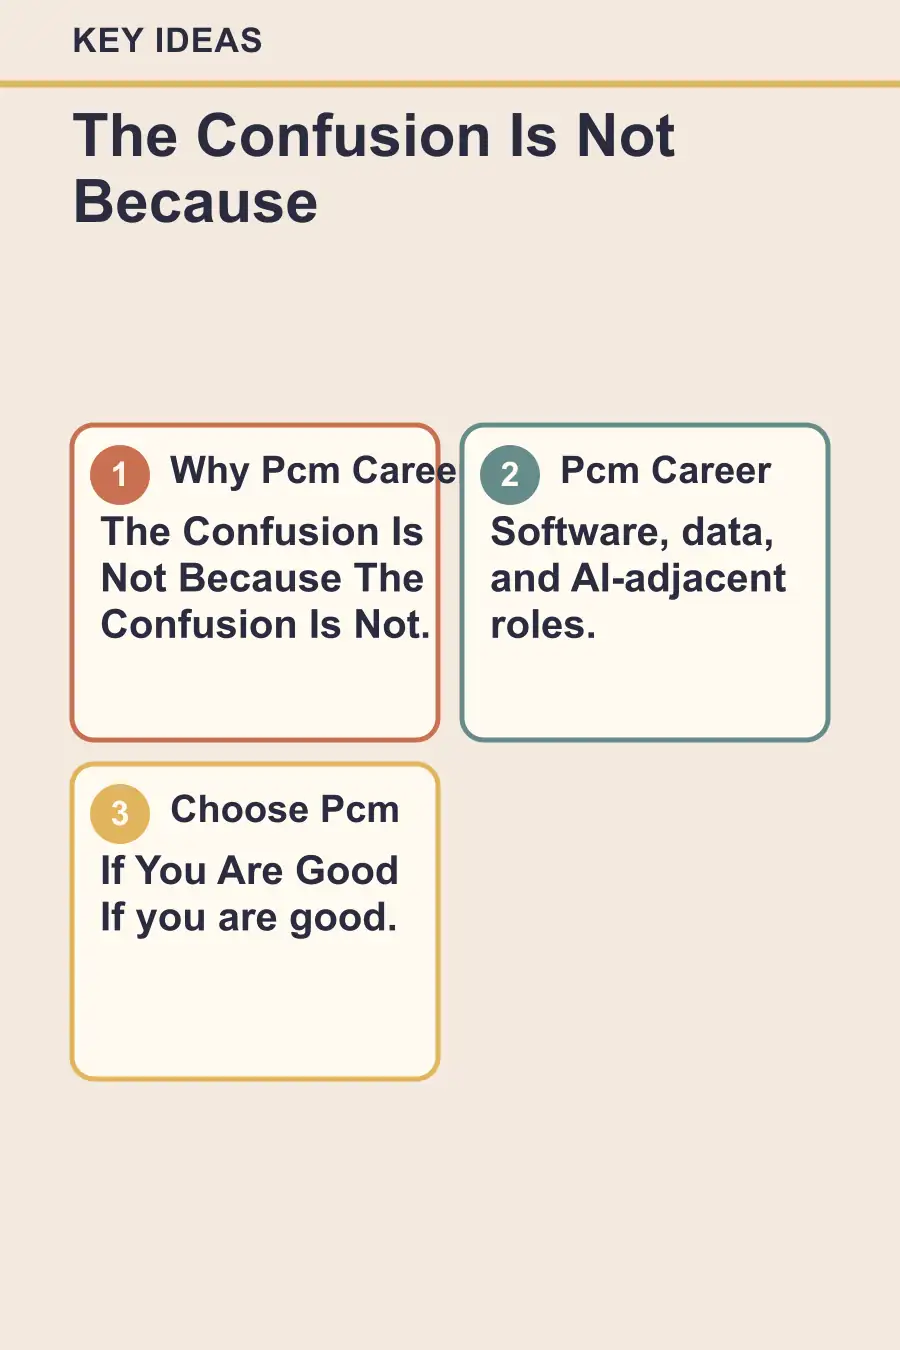 KEY IDEAS
The Confusion Is Not
Because
1
Why Pcm Caree
The Confusion Is
Not Because The
Confusion Is Not.
2
Pcm Career
Software, data,
and AI-adjacent
roles.
3
Choose Pcm
If You Are Good
If you are good.